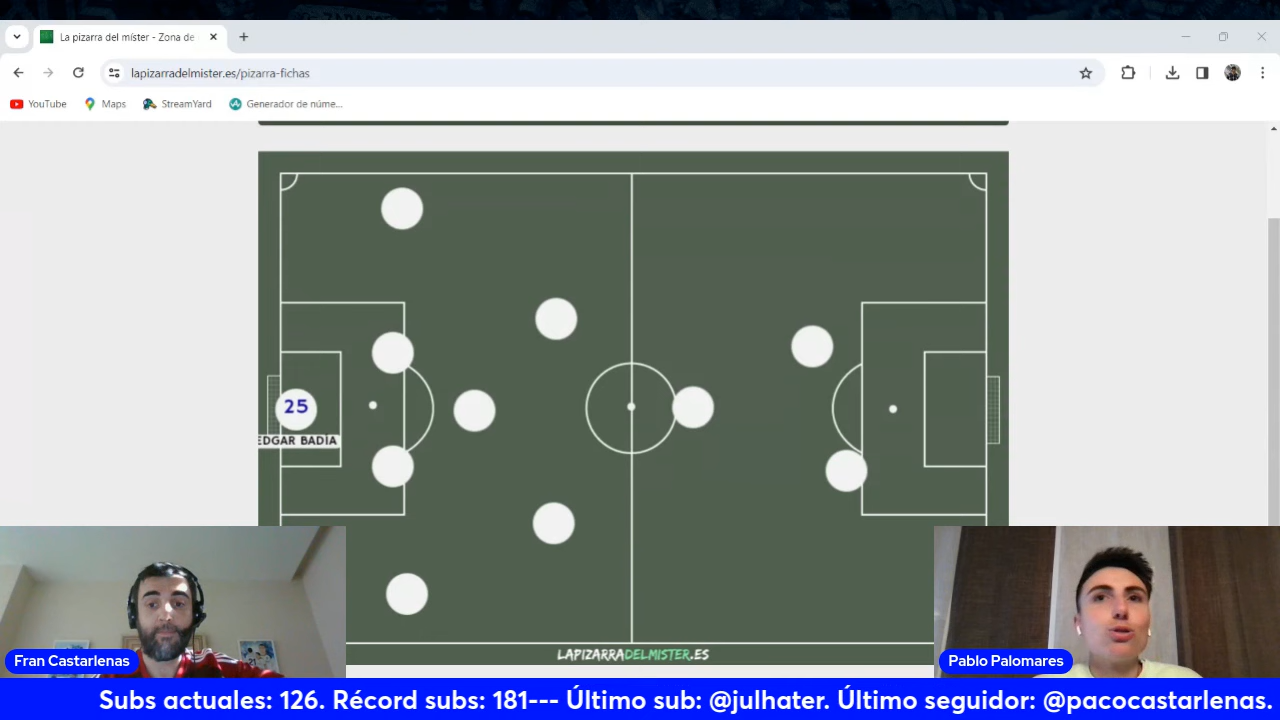 La pizarra del míster - Zona de
lapizarradelmister.es/pizarra-fichas
YouTube
Maps
StreamYard
Generador de núme...
25
EDGAR BADÍA
LAPIZARRADELMISTER.ES
Fran Castarlenas
Pablo Palomares
Subs actuales: 126. Récord subs: 181--- Último sub: @julhater. Último seguidor: @pacocastarlenas.